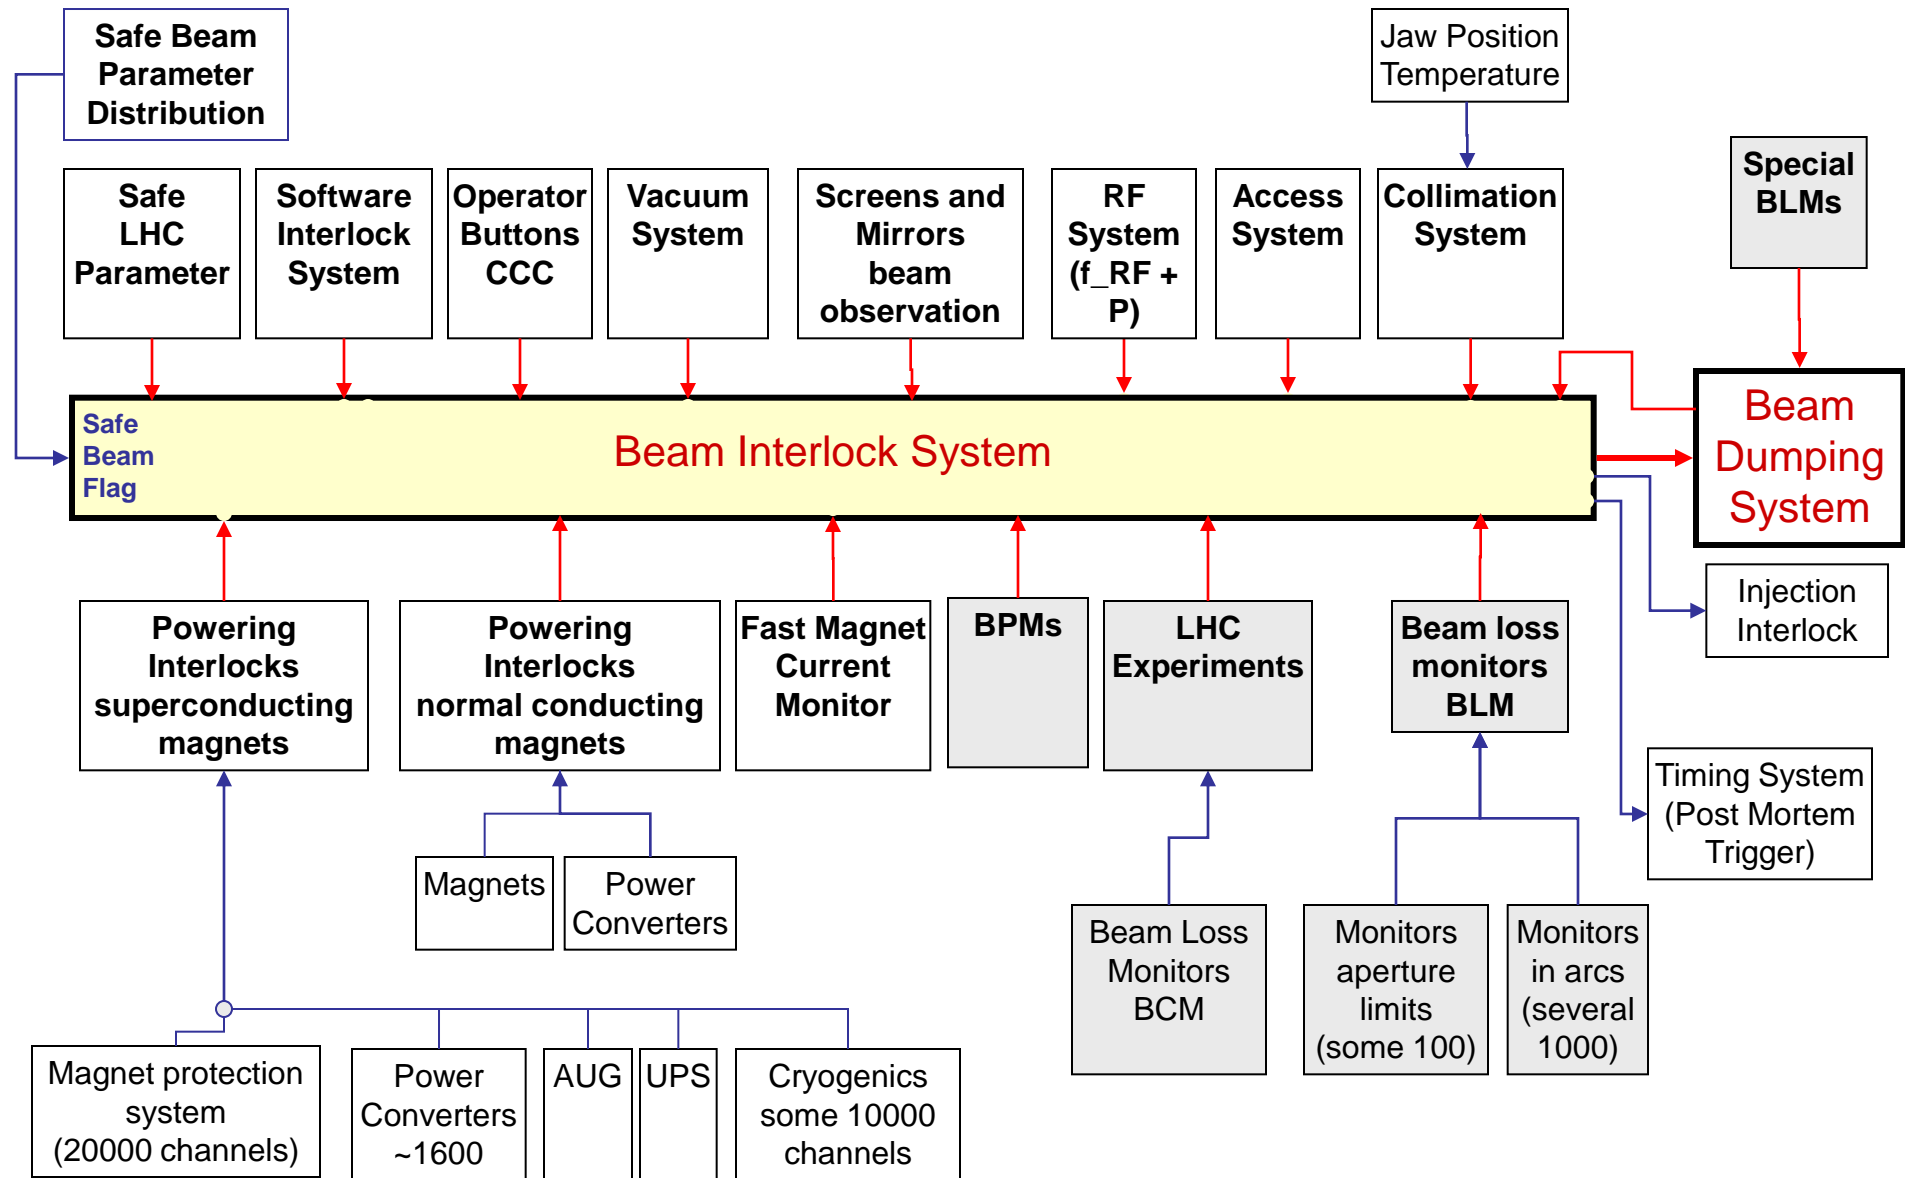 Safe Beam
Parameter
Distribution
Jaw Position
Temperature
Safe
LHC
Parameter
Software
Interlock
System
Operator
Buttons
CCC
Vacuum
System
Screens and
Mirrors
beam
observation
RF
System
(f_RF +
P)
Access
System
Collimation
System
Special
BLMs
Safe
Beam
Flag
Beam Interlock System
Beam
Dumping
System
Powering
Interlocks
superconducting
magnets
Powering
Interlocks
normal conducting
magnets
Fast Magnet
Current
Monitor
BPMs
LHC
Experiments
Beam loss
monitors
BLM
Injection
Interlock
Timing System
(Post Mortem
Trigger)
Magnets
Power
Converters
Beam Loss
Monitors
BCM
Monitors
aperture
limits
(some 100)
Monitors
in arcs
(several
1000)
Magnet protection
system
(20000 channels)
Power
Converters
~1600
AUG
UPS
Cryogenics
some 10000
channels